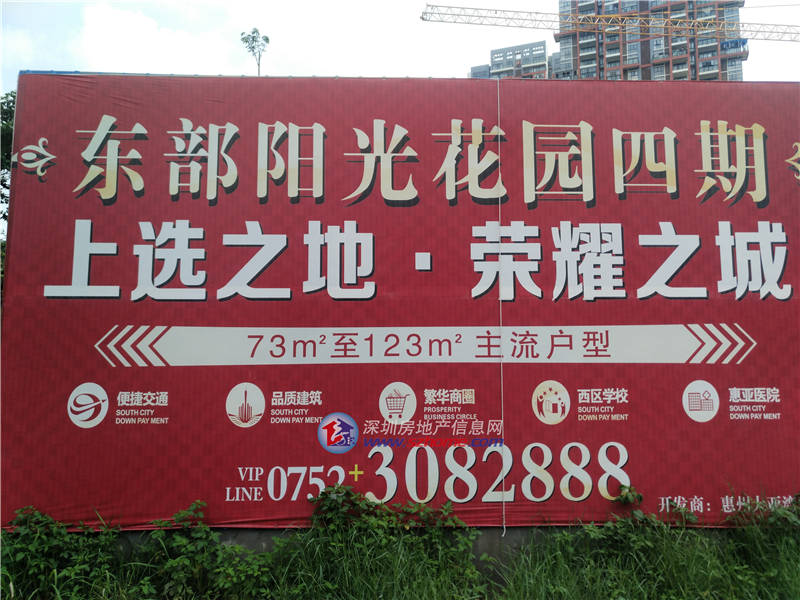 东部阳光花园四期
上选之地·荣耀之城
73m²至123m² 主流户型
便捷交通
SOUTH CITY
DOWN PAY MENT
品质建筑
SOUTH CITY
DOWN PAY MENT
繁华商圈
PROSPERITY
BUSINESS CIRCLE
西区学校
SOUTH CITY
DOWN PAY MENT
惠亚医院
SOUTH CITY
DOWN PAY MENT
深圳房地产信息网
VIP
LINE 0752+3082888
开发商：惠州大亚湾